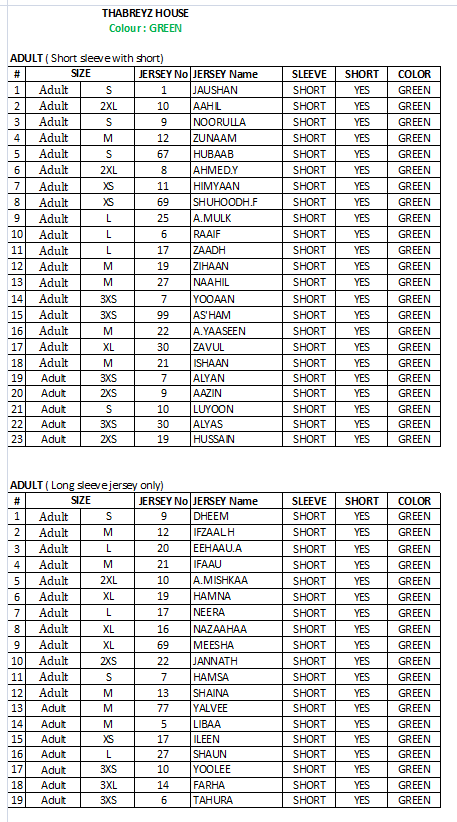 THABREYZ HOUSE
Colour : GREEN
ADULT ( Short sleeve with short)
# SIZE JERSEY No JERSEY Name SLEEVE SHORT COLOR
1 Adult S 1 JAUSHAN SHORT YES GREEN
2 Adult 2XL 10 AAHIL SHORT YES GREEN
3 Adult S 9 NOORULLA SHORT YES GREEN
4 Adult M 12 ZUNAAM SHORT YES GREEN
5 Adult S 67 HUBAAB SHORT YES GREEN
6 Adult 2XL 8 AHMED.Y SHORT YES GREEN
7 Adult XS 11 HIMYAAN SHORT YES GREEN
8 Adult XS 69 SHUHOODH.F SHORT YES GREEN
9 Adult L 25 A.MULK SHORT YES GREEN
10 Adult L 6 RAAIF SHORT YES GREEN
11 Adult L 17 ZAADH SHORT YES GREEN
12 Adult M 19 ZIHAAN SHORT YES GREEN
13 Adult M 27 NAAHIL SHORT YES GREEN
14 Adult 3XS 7 YOOAAN SHORT YES GREEN
15 Adult 3XS 99 AS'HAM SHORT YES GREEN
16 Adult M 22 A.YAASEEN SHORT YES GREEN
17 Adult XL 30 ZAVUL SHORT YES GREEN
18 Adult M 21 ISHAAN SHORT YES GREEN
19 Adult 3XS 7 ALYAN SHORT YES GREEN
20 Adult 2XS 9 AAZIN SHORT YES GREEN
21 Adult S 10 LUYOON SHORT YES GREEN
22 Adult 3XS 30 ALYAS SHORT YES GREEN
23 Adult 2XS 19 HUSSAIN SHORT YES GREEN
ADULT ( Long sleeve jersey only)
# SIZE JERSEY No JERSEY Name SLEEVE SHORT COLOR
1 Adult S 9 DHEEM SHORT YES GREEN
2 Adult M 12 IFZAALH SHORT YES GREEN
3 Adult L 20 EEHAAU.A SHORT YES GREEN
4 Adult M 21 IFAAU SHORT YES GREEN
5 Adult 2XL 10 A.MISHKAA SHORT YES GREEN
6 Adult XL 19 HAMNA SHORT YES GREEN
7 Adult L 17 NEERA SHORT YES GREEN
8 Adult XL 16 NAZAAHAA SHORT YES GREEN
9 Adult XL 69 MEESHA SHORT YES GREEN
10 Adult 2XS 22 JANNATH SHORT YES GREEN
11 Adult S 7 HAMSA SHORT YES GREEN
12 Adult M 13 SHAINA SHORT YES GREEN
13 Adult M 77 YALVEE SHORT YES GREEN
14 Adult M 5 LIBAA SHORT YES GREEN
15 Adult XS 17 ILEEN SHORT YES GREEN
16 Adult L 27 SHAUN SHORT YES GREEN
17 Adult 3XS 10 YOOLEE SHORT YES GREEN
18 Adult 3XL 14 FARHA SHORT YES GREEN
19 Adult 3XS 6 TAHURA SHORT YES GREEN